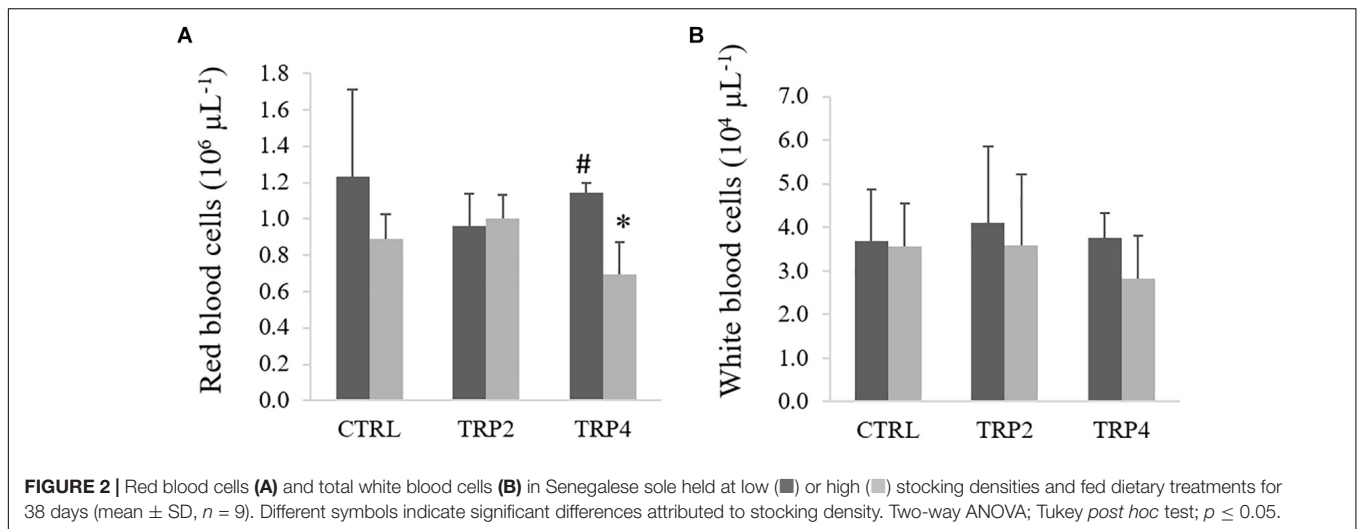 A
Red blood cells (10⁶ µL⁻¹)
1.8
1.6
1.4
1.2
1.0
0.8
0.6
0.4
0.2
0.0
#
*
CTRL TRP2 TRP4
B
White blood cells (10⁴ µL⁻¹)
7.0
6.0
5.0
4.0
3.0
2.0
1.0
0.0
CTRL TRP2 TRP4
FIGURE 2 | Red blood cells (A) and total white blood cells (B) in Senegalese sole held at low (■) or high (■) stocking densities and fed dietary treatments for
38 days (mean ± SD, n = 9). Different symbols indicate significant differences attributed to stocking density. Two-way ANOVA; Tukey post hoc test; p ≤ 0.05.